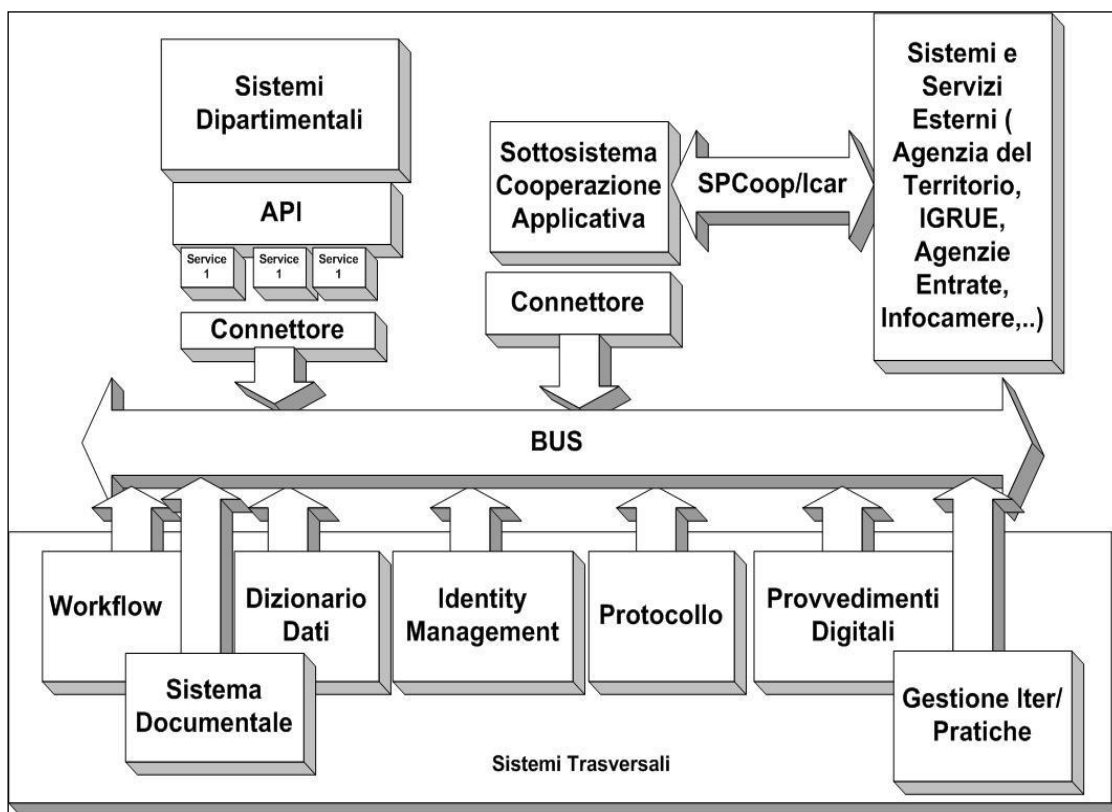 Sistemi
Dipartimentali
API
Service
1
Service
1
Service
1
Connettore
Sottosistema
Cooperazione
Applicativa
Connettore
SPCoop/Icar
Sistemi e
Servizi
Esterni (
Agenzia del
Territorio,
IGRUE,
Agenzie
Entrate,
Infocamere,..)
BUS
Workflow
Sistema
Documentale
Dizionario
Dati
Identity
Management
Protocollo
Provvedimenti
Digitali
Gestione Iter/
Pratiche
Sistemi Trasversali